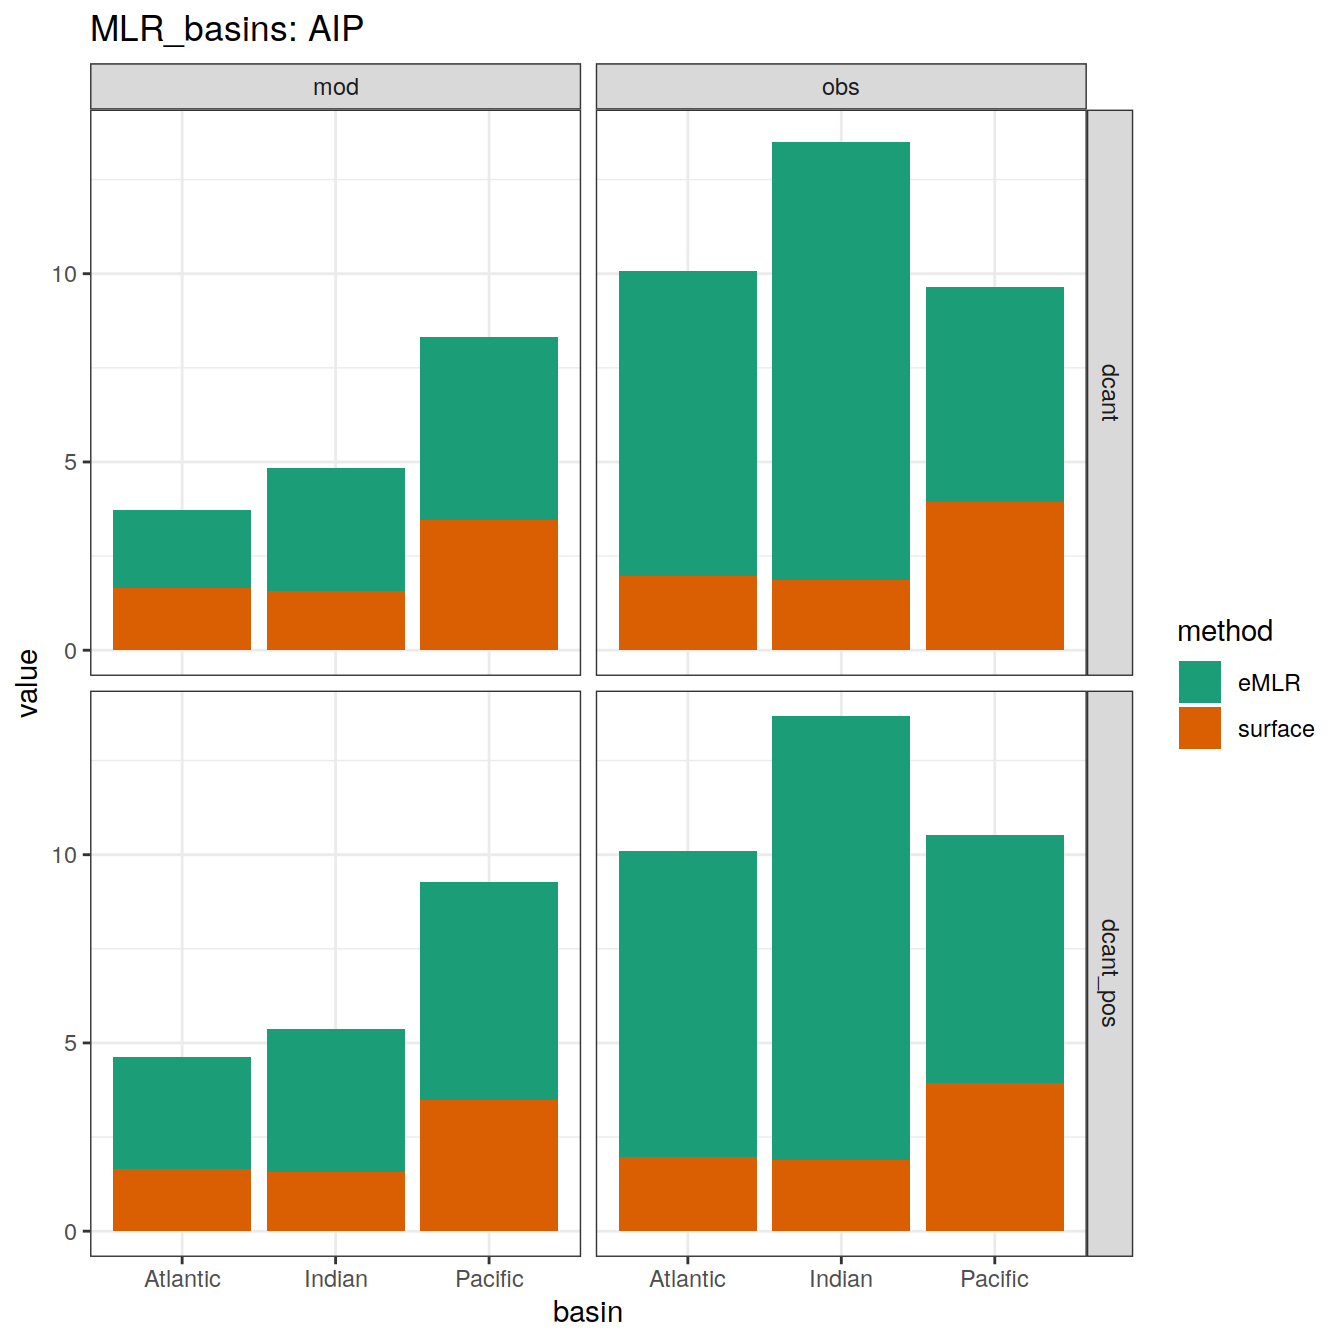 MLR_basins: AIP
mod
obs
10
5
0
dcant
value
10
5
0
dcant_pos
method
eMLR
surface
Atlantic
Indian
Pacific
Atlantic
Indian
Pacific
basin